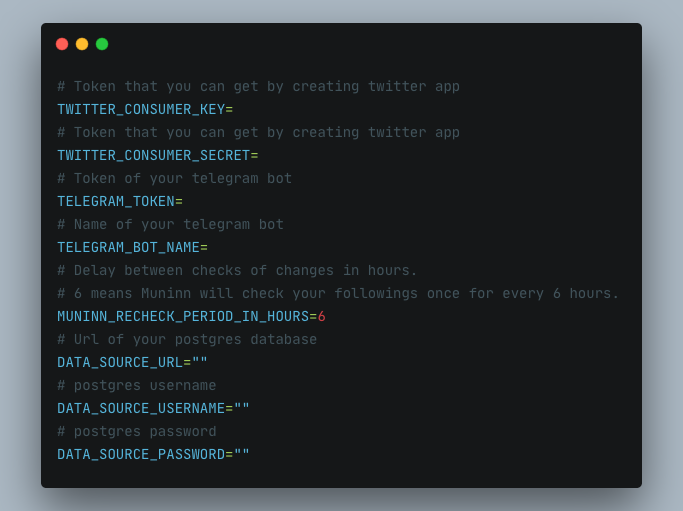 # Token that you can get by creating twitter app
TWITTER_CONSUMER_KEY=
# Token that you can get by creating twitter app
TWITTER_CONSUMER_SECRET=
# Token of your telegram bot
TELEGRAM_TOKEN=
# Name of your telegram bot
TELEGRAM_BOT_NAME=
# Delay between checks of changes in hours.
# 6 means Muninn will check your followings once for every 6 hours.
MUNINN_RECHECK_PERIOD_IN_HOURS=6
# Url of your postgres database
DATA_SOURCE_URL=""
# postgres username
DATA_SOURCE_USERNAME=""
# postgres password
DATA_SOURCE_PASSWORD=""